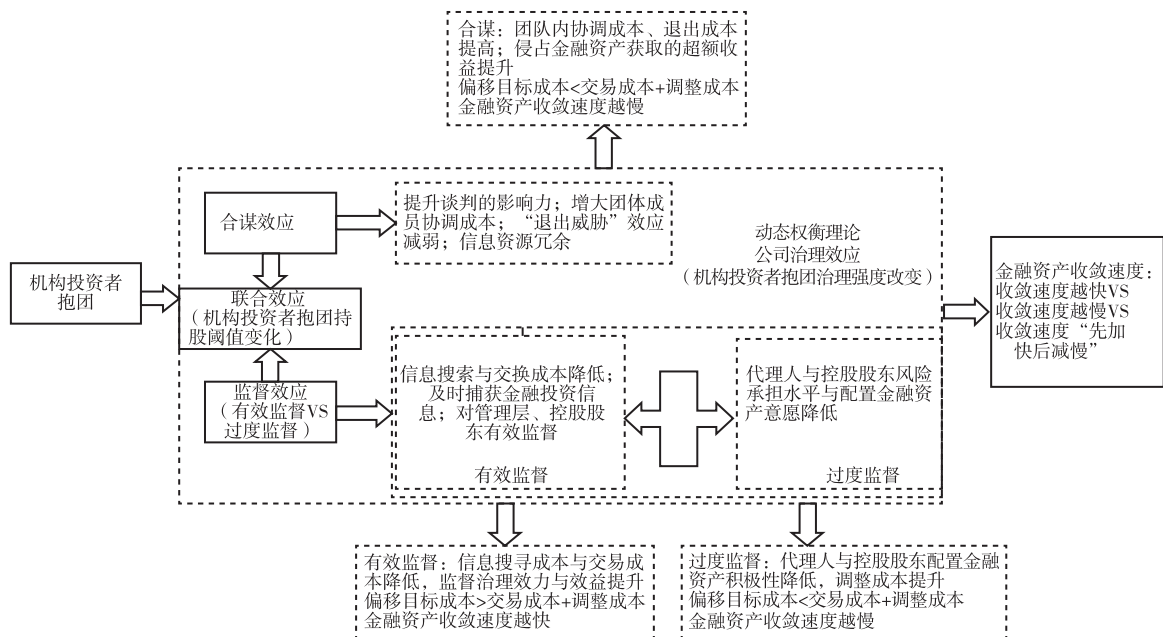 合谋：团队内协调成本、退出成本
提高；侵占金融资产获取的超额收
益提升
偏移目标成本<交易成本+调整成本
金融资产收敛速度越慢
合谋效应
提升谈判的影响力；增大团体成
员协调成本；“退出威胁”效应
减弱；信息资源冗余
动态权衡理论
公司治理效应
（机构投资者抱团治理强度改变）
机构投资者
抱团
联合效应
（机构投资者抱团持
股阈值变化）
金融资产收敛速度：
收敛速度越快VS
收敛速度越慢VS
收敛速度“先加
快后减慢”
监督效应
（有效监督VS
过度监督）
信息搜索与交换成本降低；
及时捕获金融投资信
息；对管理层、控股股
东有效监督
有效监督
代理人与控股股东风险
承担水平与配置金融资
产意愿降低
过度监督
有效监督：信息搜寻成本与交易成
本降低，监督治理效力与效益提升
偏移目标成本>交易成本+调整成本
金融资产收敛速度越快
过度监督：代理人与控股股东配置金融
资产积极性降低，调整成本提升
偏移目标成本<交易成本+调整成本
金融资产收敛速度越慢